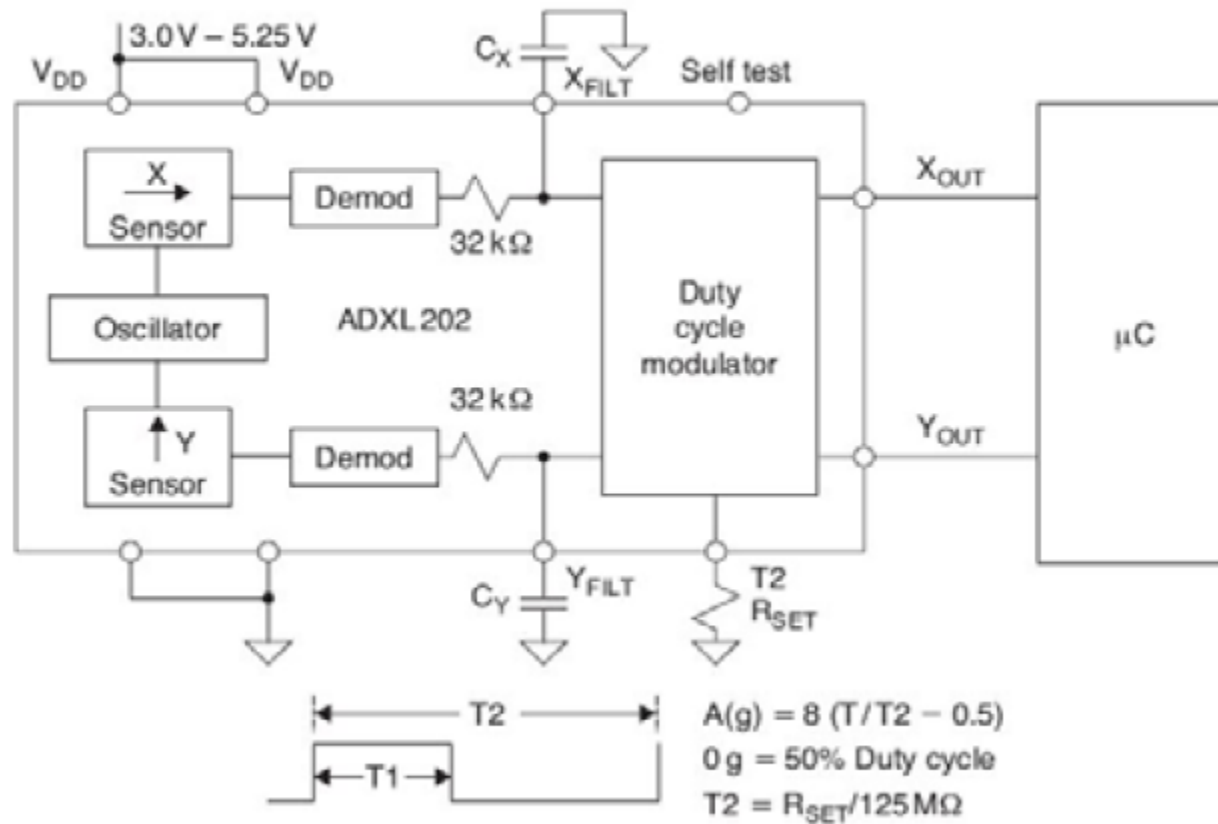 3.0 V – 5.25 V
V_DD
V_DD
C_X
X_FILT
Self test
X
Sensor
Demod
32 kΩ
X_OUT
Oscillator
ADXL 202
Duty
cycle
modulator
μC
Y
Sensor
Demod
32 kΩ
Y_OUT
C_Y
Y_FILT
T2
R_SET
T2
T1
A(g) = 8 (T/T2 – 0.5)
0 g = 50% Duty cycle
T2 = R_SET/125 MΩ